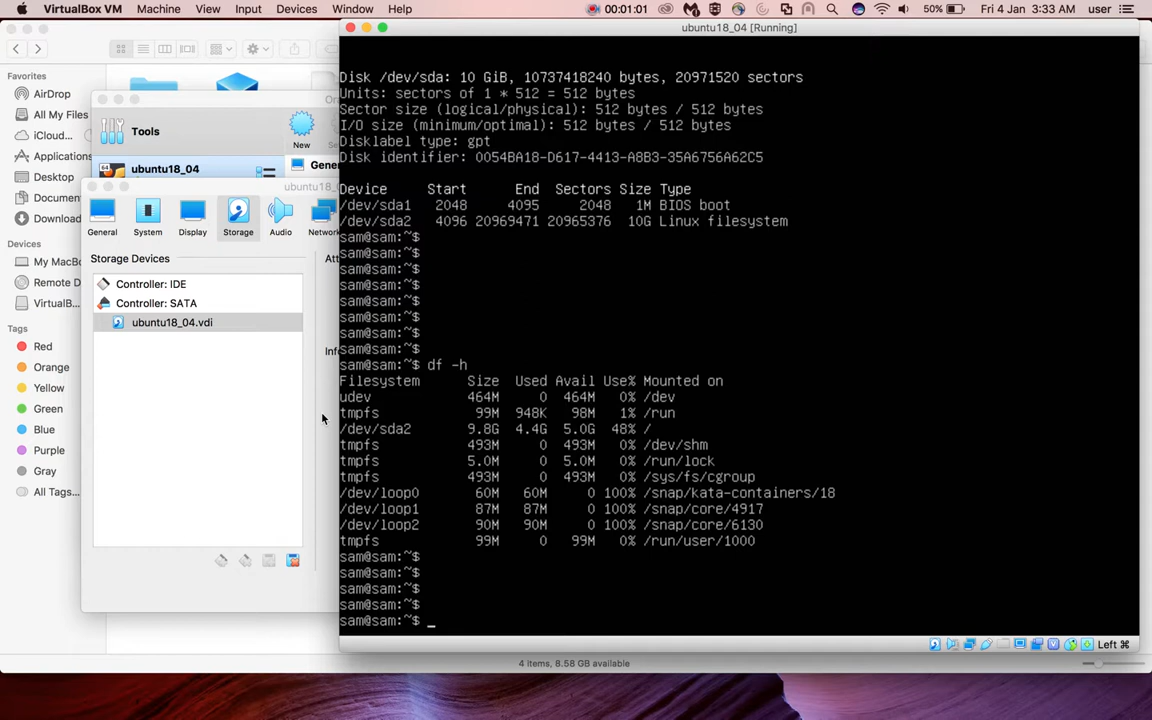 VirtualBox VM Machine View Input Devices Window Help 00:01:01 50% Fri 4 Jan 3:33 AM user
Favorites
AirDrop
All My Files
iCloud...
Applicati...
Desktop
Documen
Downloa
Devices
My MacBo
Remote D
VirtualB...
Tags
Red
Orange
Yellow
Green
Blue
Purple
Gray
All Tags...
Tools
New
ubuntu18_04
Gener
ubuntu18_
General System Display Storage Audio Network
Storage Devices
Att
Controller: IDE
Controller: SATA
ubuntu18_04.vdi
Info
ubuntu18_04 [Running]
Disk /dev/sda: 10 GiB, 10737418240 bytes, 20971520 sectors
Units: sectors of 1 * 512 = 512 bytes
Sector size (logical/physical): 512 bytes / 512 bytes
I/O size (minimum/optimal): 512 bytes / 512 bytes
Disklabel type: gpt
Disk identifier: 0054BA18-D617-4413-A8B3-35A6756A62C5
Device Start End Sectors Size Type
/dev/sda1 2048 4095 2048 1M BIOS boot
/dev/sda2 4096 20969471 20965376 10G Linux filesystem
sam@sam:~$
sam@sam:~$
sam@sam:~$
sam@sam:~$
sam@sam:~$
sam@sam:~$
sam@sam:~$
sam@sam:~$
sam@sam:~$ df -h
Filesystem Size Used Avail Use% Mounted on
udev 464M 0 464M 0% /dev
tmpfs 99M 948K 98M 1% /run
/dev/sda2 9.8G 4.4G 5.0G 48% /
tmpfs 493M 0 493M 0% /dev/shm
tmpfs 5.0M 0 5.0M 0% /run/lock
tmpfs 493M 0 493M 0% /sys/fs/cgroup
/dev/loop0 60M 60M 0 100% /snap/kata-containers/18
/dev/loop1 87M 87M 0 100% /snap/core/4917
/dev/loop2 90M 90M 0 100% /snap/core/6130
tmpfs 99M 0 99M 0% /run/user/1000
sam@sam:~$
sam@sam:~$
sam@sam:~$
sam@sam:~$
sam@sam:~$ _
Left ⌘
4 items, 8.58 GB available